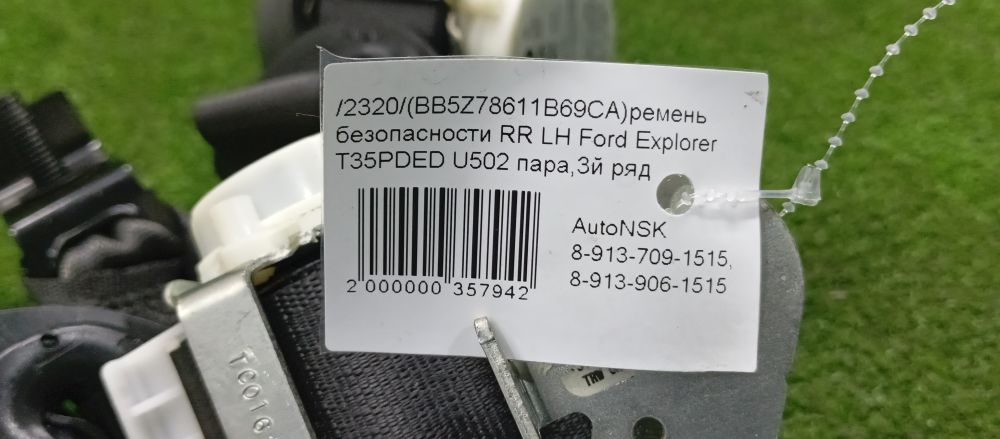 /2320/(BB5Z78611B69CA)ремень
безопасности RR LH Ford Explorer
T35PDED U502 пара,3й ряд
AutoNSK
8-913-709-1515,
8-913-906-1515
2 000000 357942
TRW